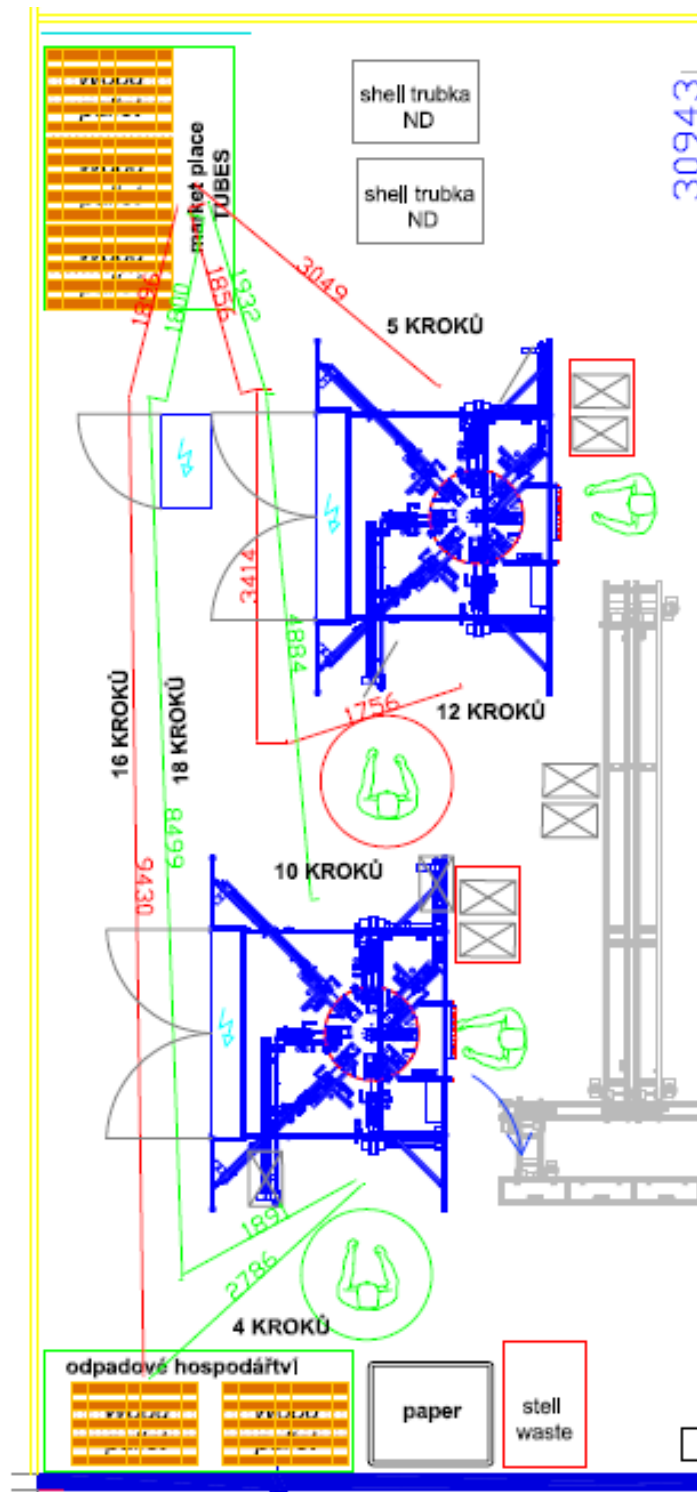 shell trubka
ND
30943
market place
TUBES
shell trubka
ND
3049
1896
1800
1856
1932
5 KROKŮ
3414
4884
16 KROKŮ
18 KROKŮ
1756
12 KROKŮ
8499
9430
10 KROKŮ
1891
2786
4 KROKŮ
odpadové hospodářtví
paper
stell
waste